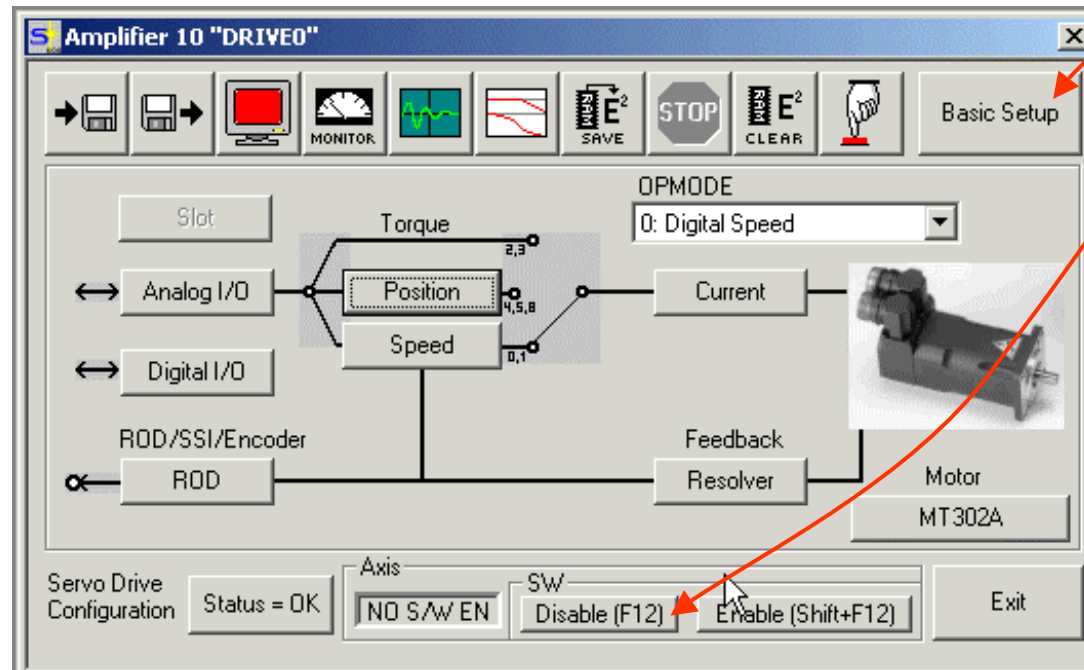 Amplifier 10 "DRIVE0"
MONITOR
E²
SAVE
STOP
E²
CLEAR
Basic Setup
OPMODE
0: Digital Speed
Slot
Torque
2,3
Analog I/O
Position
4,5,8
Current
Speed
0,1
Digital I/O
ROD/SSI/Encoder
ROD
Feedback
Resolver
Motor
MT302A
Servo Drive
Configuration
Status = OK
Axis
NO S/W EN
SW
Disable (F12)
Enable (Shift+F12)
Exit